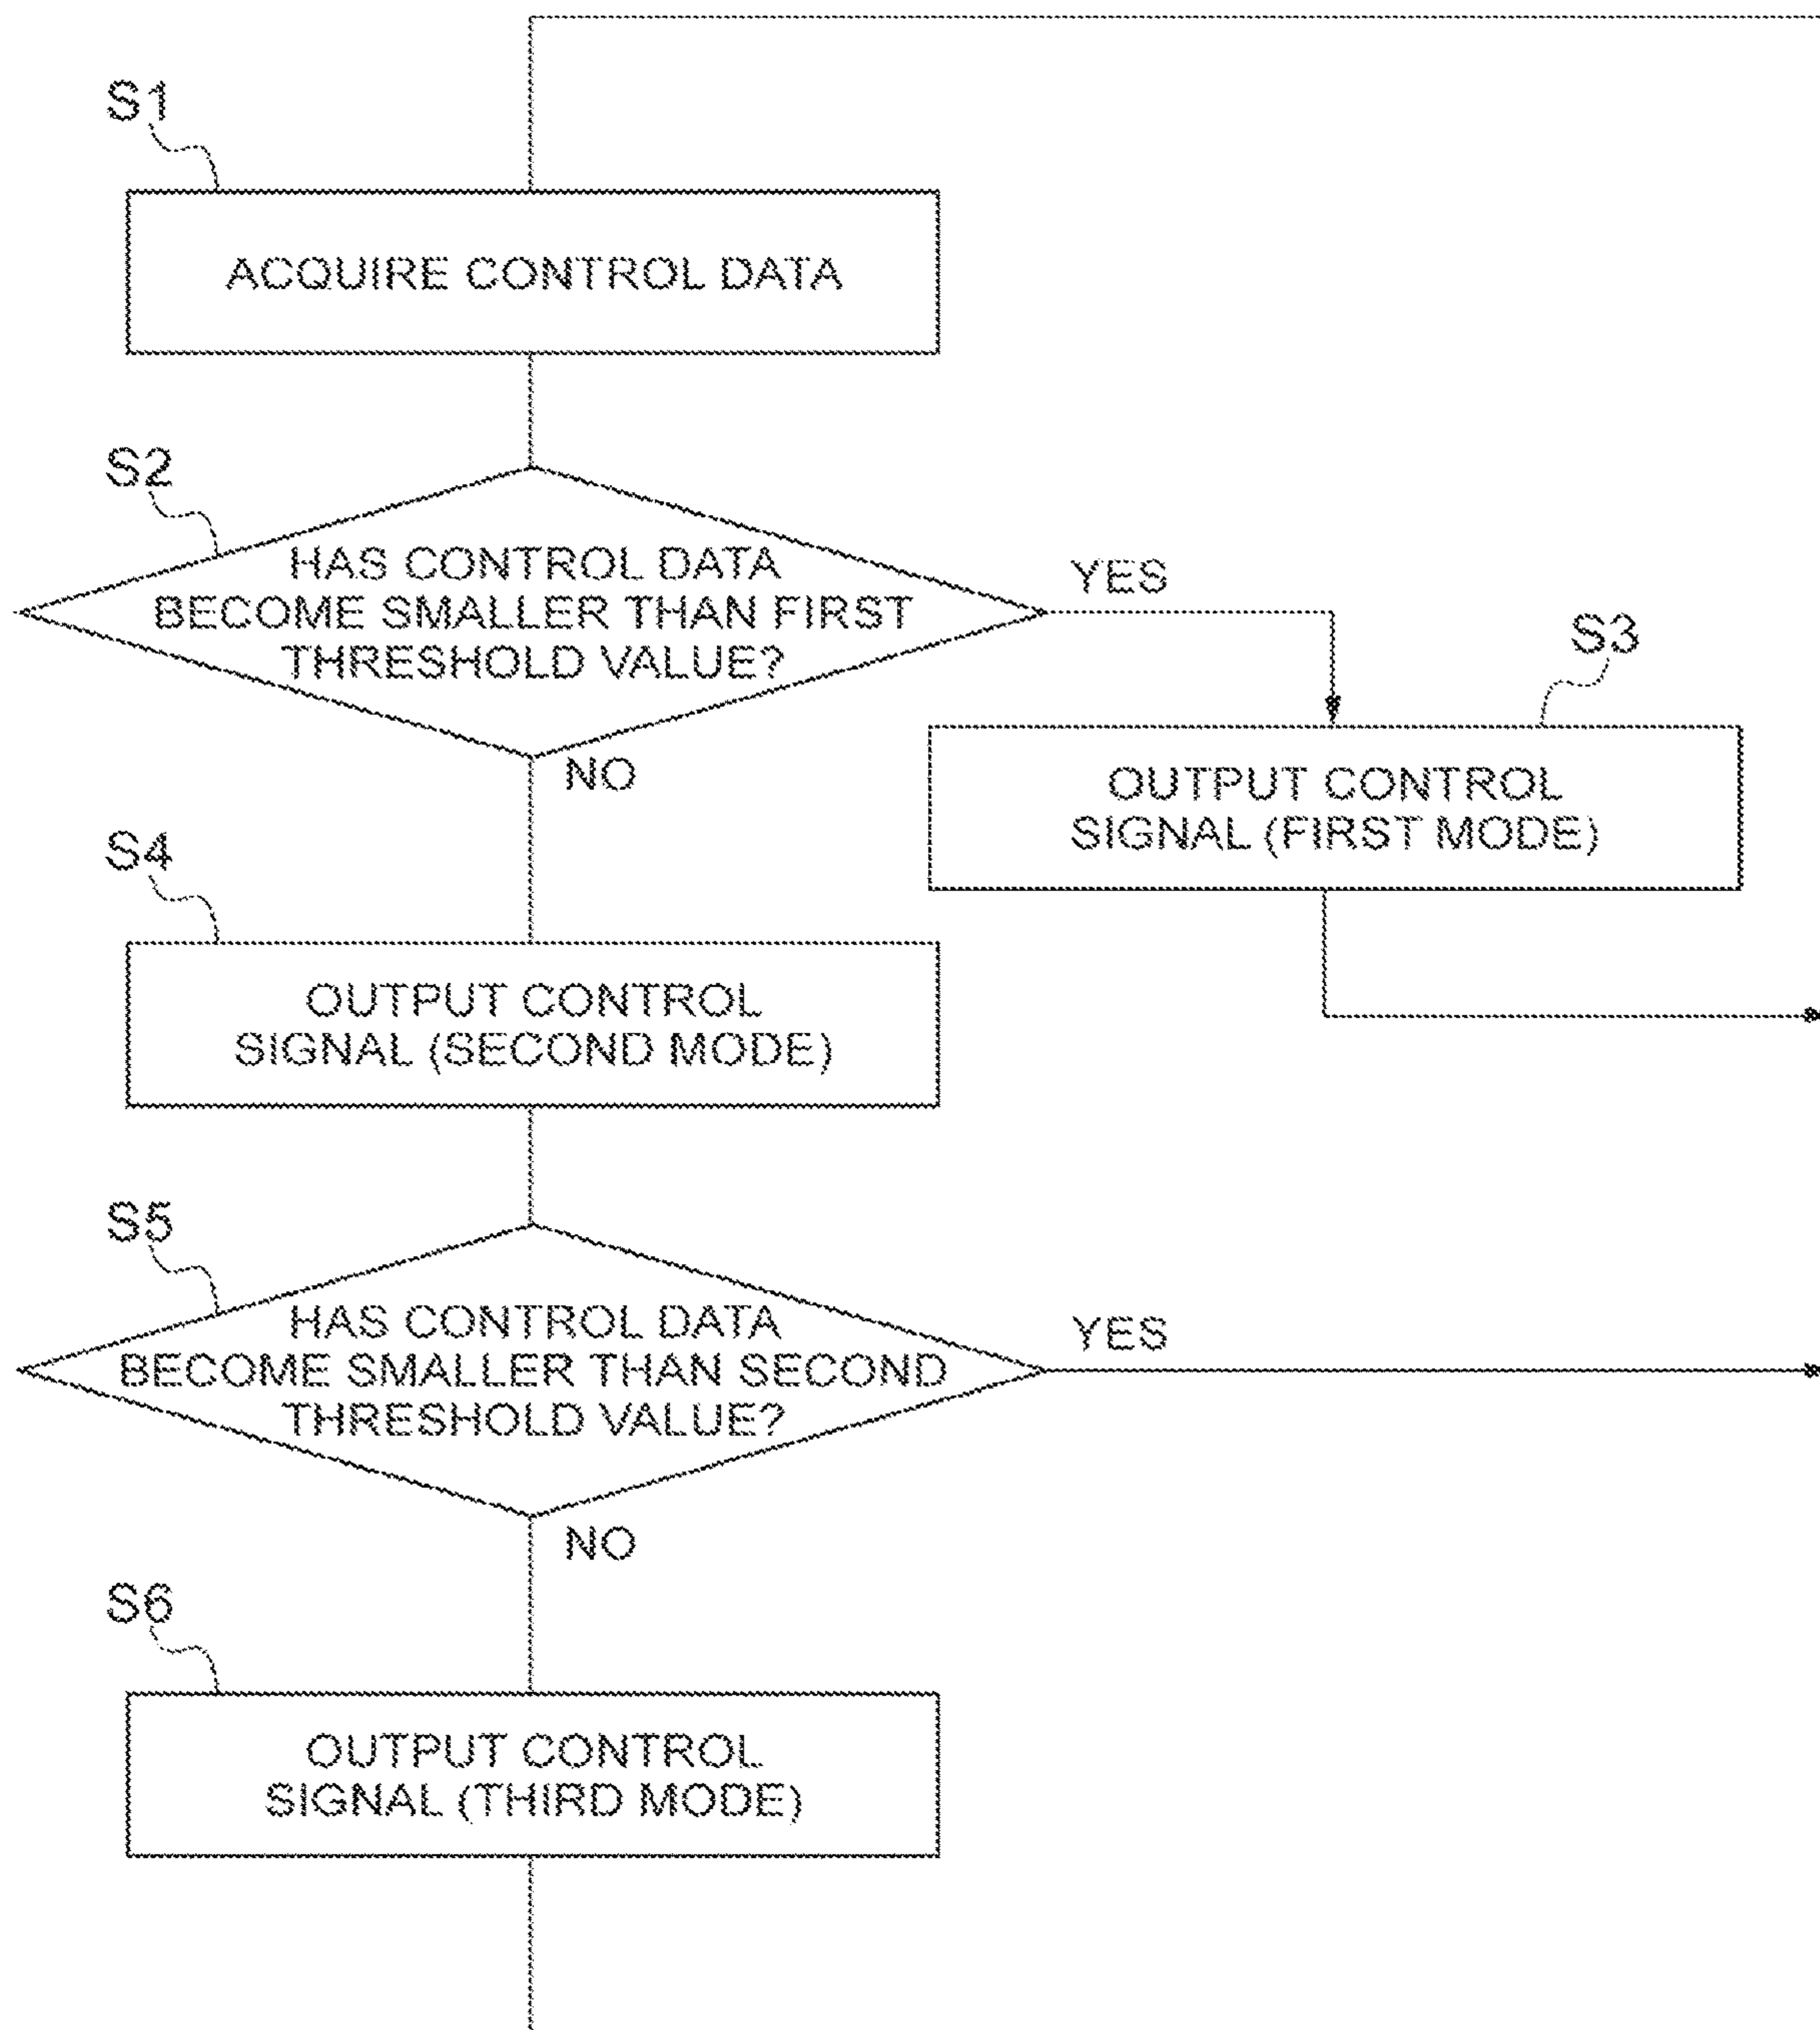 S1
ACQUIRE CONTROL DATA
S2
HAS CONTROL DATA
BECOME SMALLER THAN FIRST
THRESHOLD VALUE?
YES
NO
S3
OUTPUT CONTROL
SIGNAL (FIRST MODE)
S4
OUTPUT CONTROL
SIGNAL (SECOND MODE)
S5
HAS CONTROL DATA
BECOME SMALLER THAN SECOND
THRESHOLD VALUE?
YES
NO
S6
OUTPUT CONTROL
SIGNAL (THIRD MODE)